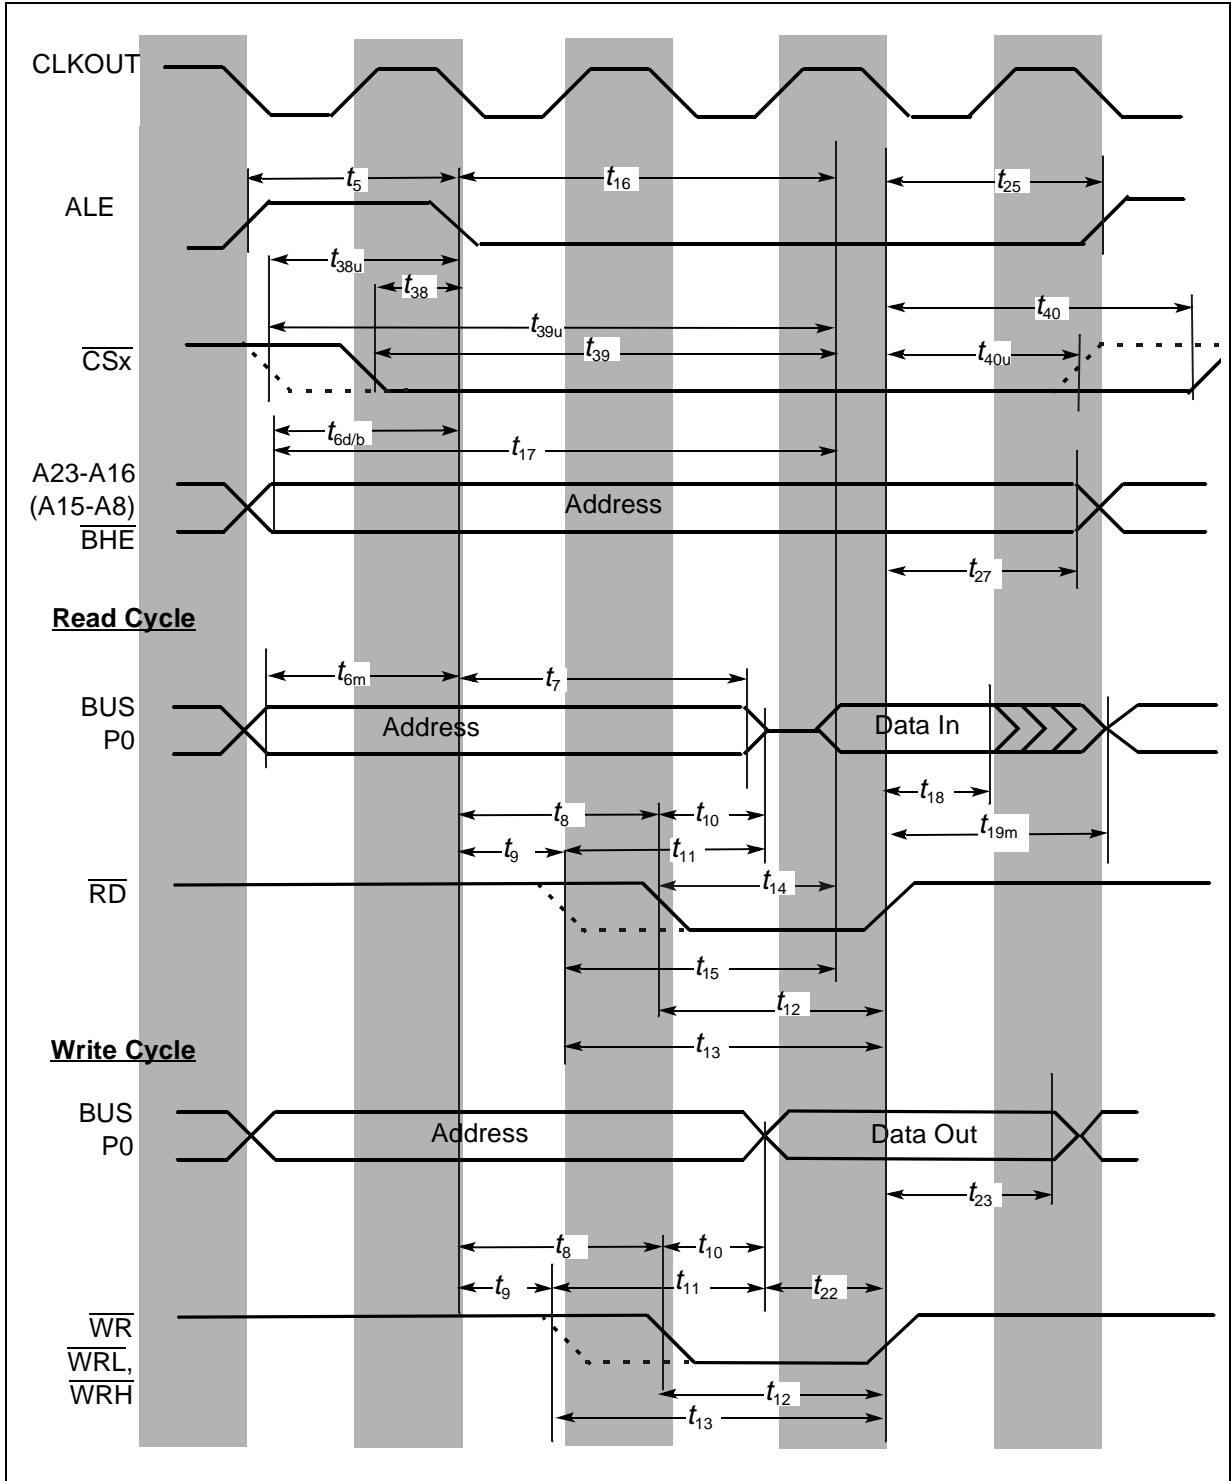 CLKOUT
t5
t16
t25
ALE
t38u
t38
t40
t39u
t39
t40u
CSx
t6d/b
t17
A23-A16
(A15-A8)
BHE
Address
t27
Read Cycle
t6m
t7
BUS
P0
Address
Data In
t18
t8
t10
t19m
t9
t11
t14
RD
t15
t12
t13
Write Cycle
BUS
P0
Address
Data Out
t23
t8
t10
t9
t11
t22
WR
WRL,
WRH
t12
t13